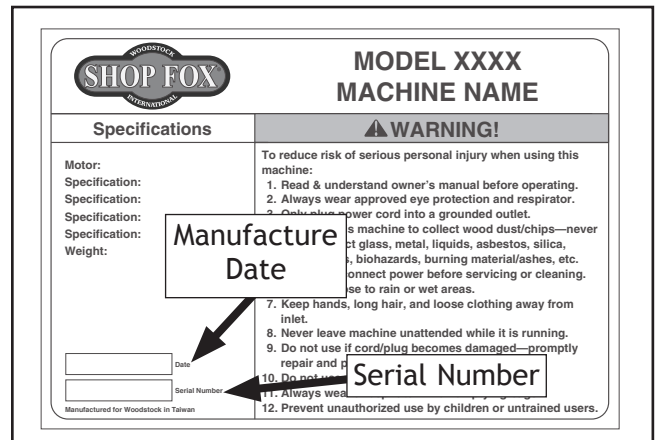 WOODSTOCK
SHOP FOX
INTERNATIONAL
MODEL XXXX
MACHINE NAME
Specifications
WARNING!
Motor:
Specification:
Specification:
Specification:
Specification:
Weight:
Manufacture
Date
Date
Serial Number
Manufactured for Woodstock in Taiwan
To reduce risk of serious personal injury when using this
machine:
1. Read & understand owner's manual before operating.
2. Always wear approved eye protection and respirator.
3. Only plug power cord into a grounded outlet.
s machine to collect wood dust/chips—never
ct glass, metal, liquids, asbestos, silica,
s, biohazards, burning material/ashes, etc.
onnect power before servicing or cleaning.
se to rain or wet areas.
7. Keep hands, long hair, and loose clothing away from
inlet.
8. Never leave machine unattended while it is running.
9. Do not use if cord/plug becomes damaged—promptly
repair and
10. Do not
11. Always
12. Prevent unauthorized use by children or untrained users.
Serial Number